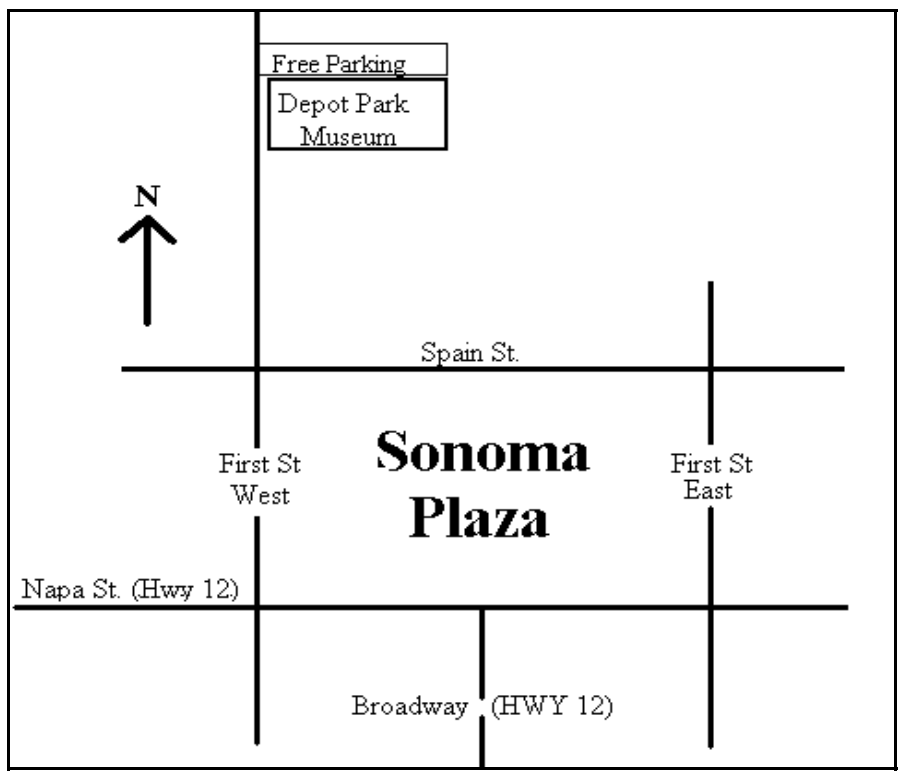 Free Parking
Depot Park
Museum
N
Spain St.
Sonoma
Plaza
First St
West
First St
East
Napa St. (Hwy 12)
Broadway (HWY 12)